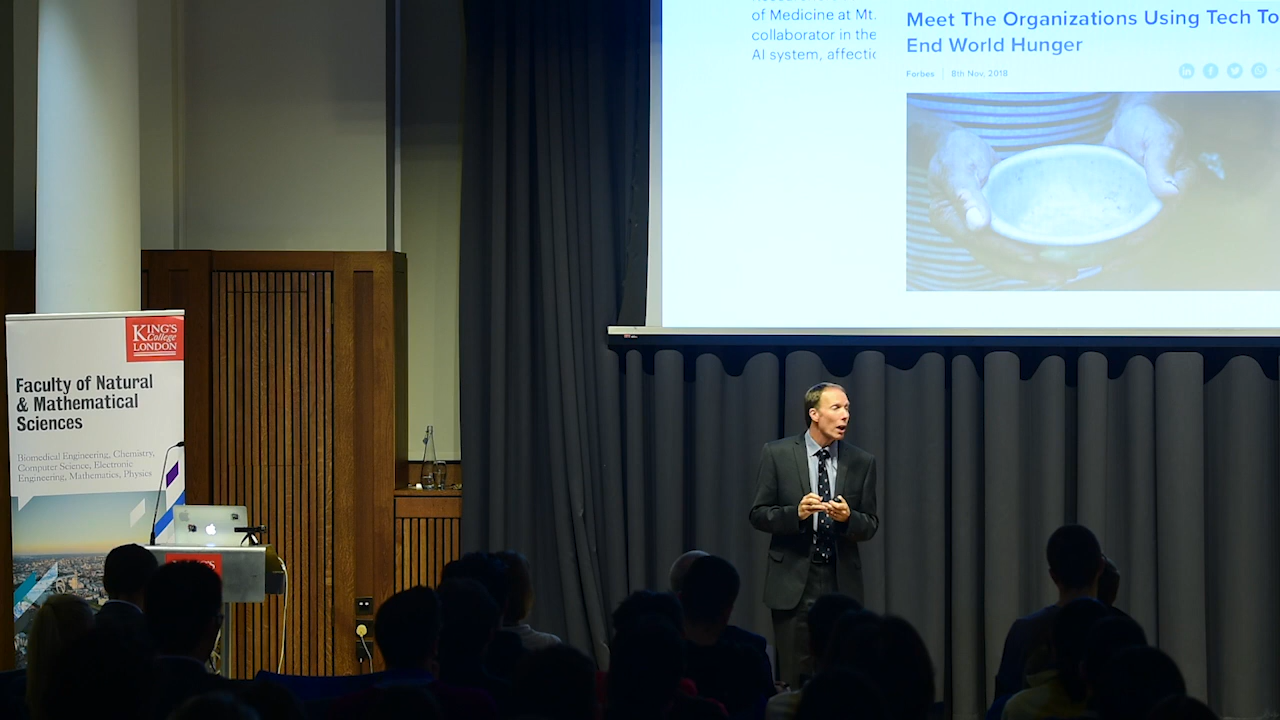 of Medicine at Mt.
collaborator in the
AI system, affectic
Meet The Organizations Using Tech To
End World Hunger
Forbes | 8th Nov, 2018
KING'S
College
LONDON
Faculty of Natural
& Mathematical
Sciences
Biomedical Engineering, Chemistry,
Computer Science, Electronic
Engineering, Mathematics, Physics
KING'S